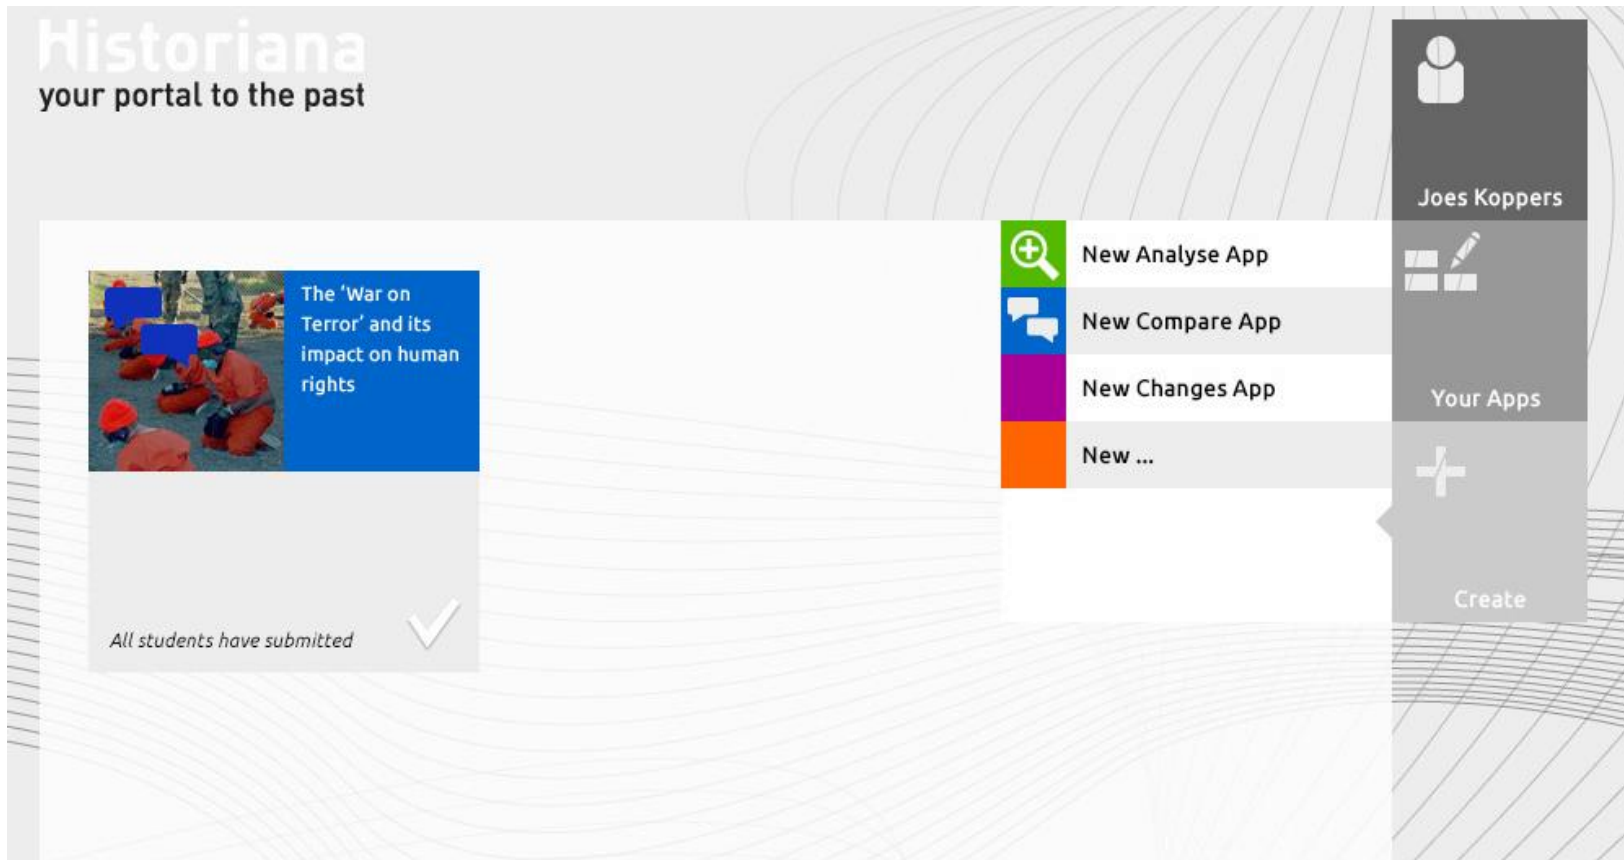 Historiana
your portal to the past
Joes Koppers
The ‘War on
Terror’ and its
impact on human
rights
All students have submitted
New Analyse App
New Compare App
New Changes App
New ...
Your Apps
Create